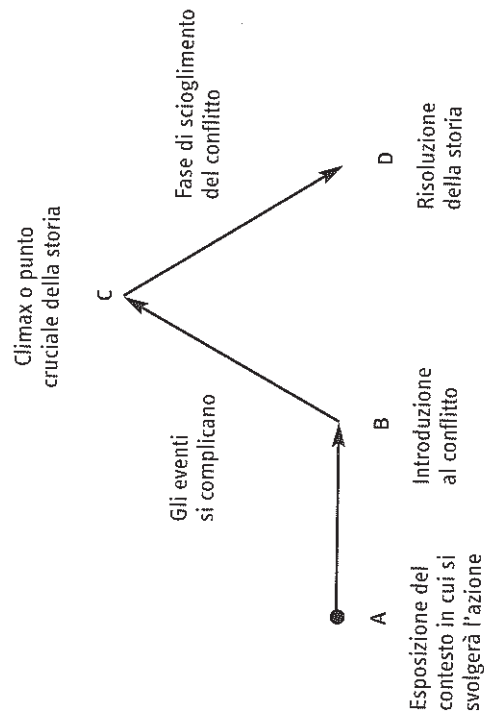 Climax o punto
cruciale della storia
C
Gli eventi
si complicano
Fase di scioglimento
del conflitto
A
Esposizione del
contesto in cui si
svolgerà l'azione
B
Introduzione
al conflitto
D
Risoluzione
della storia